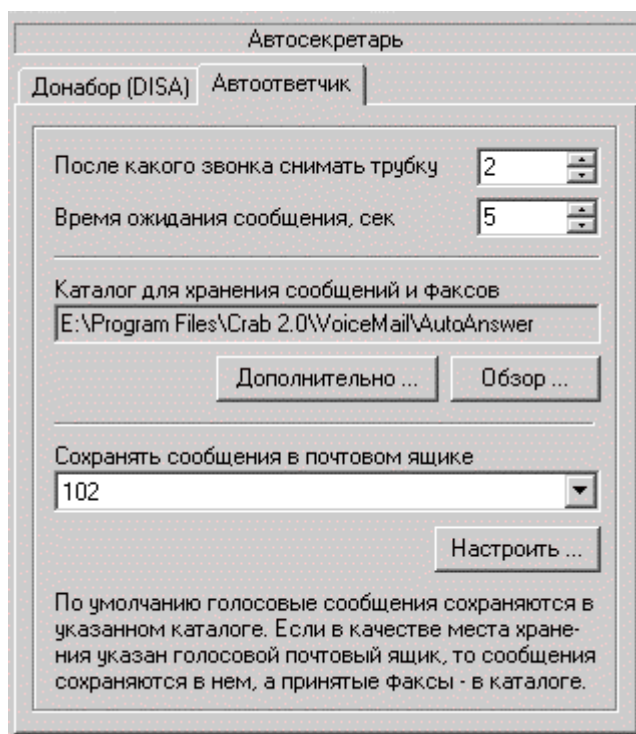 Автосекретарь
Донабор (DISA) Автоответчик
После какого звонка снимать трубку 2
Время ожидания сообщения, сек 5
Каталог для хранения сообщений и факсов
E:\Program Files\Crab 2.0\VoiceMail\AutoAnswer
Дополнительно ... Обзор ...
Сохранять сообщения в почтовом ящике
102
Настроить ...
По умолчанию голосовые сообщения сохраняются в
указанном каталоге. Если в качестве места хране-
ния указан голосовой почтовый ящик, то сообщения
сохраняются в нем, а принятые факсы - в каталоге.